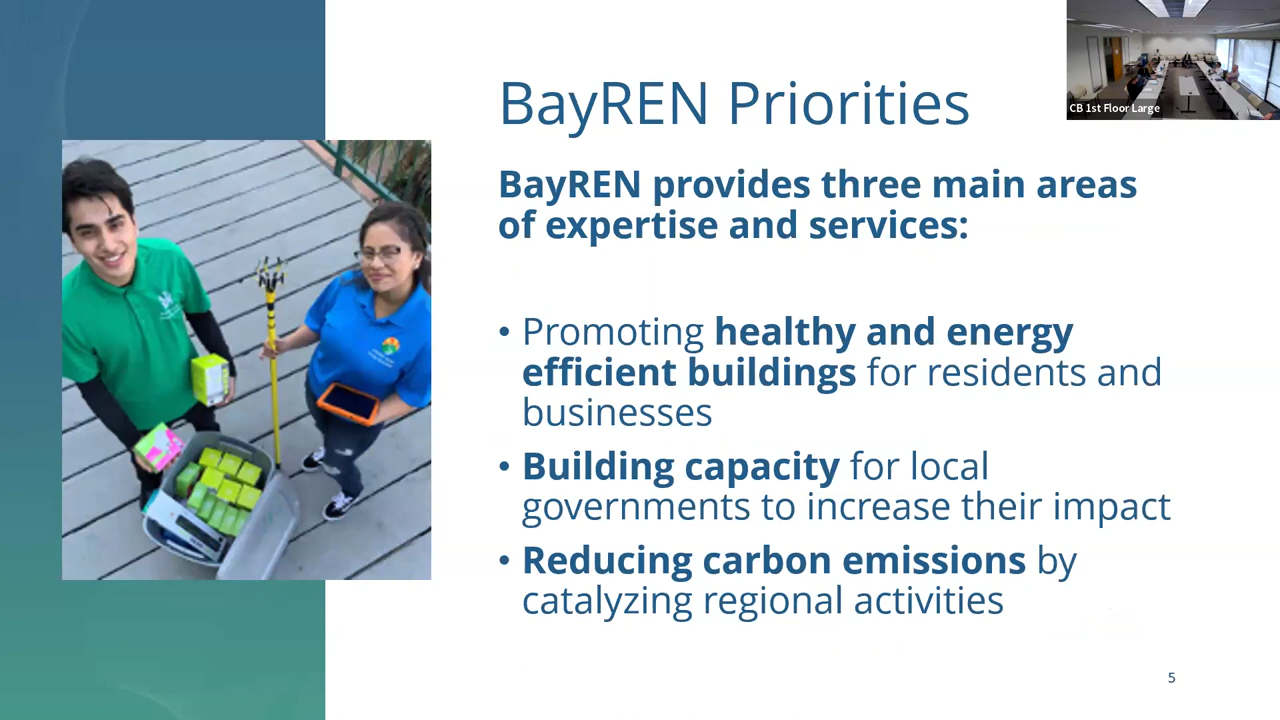 BayREN Priorities
CB 1st Floor Large
BayREN provides three main areas
of expertise and services:
• Promoting healthy and energy
efficient buildings for residents and
businesses
• Building capacity for local
governments to increase their impact
• Reducing carbon emissions by
catalyzing regional activities
5